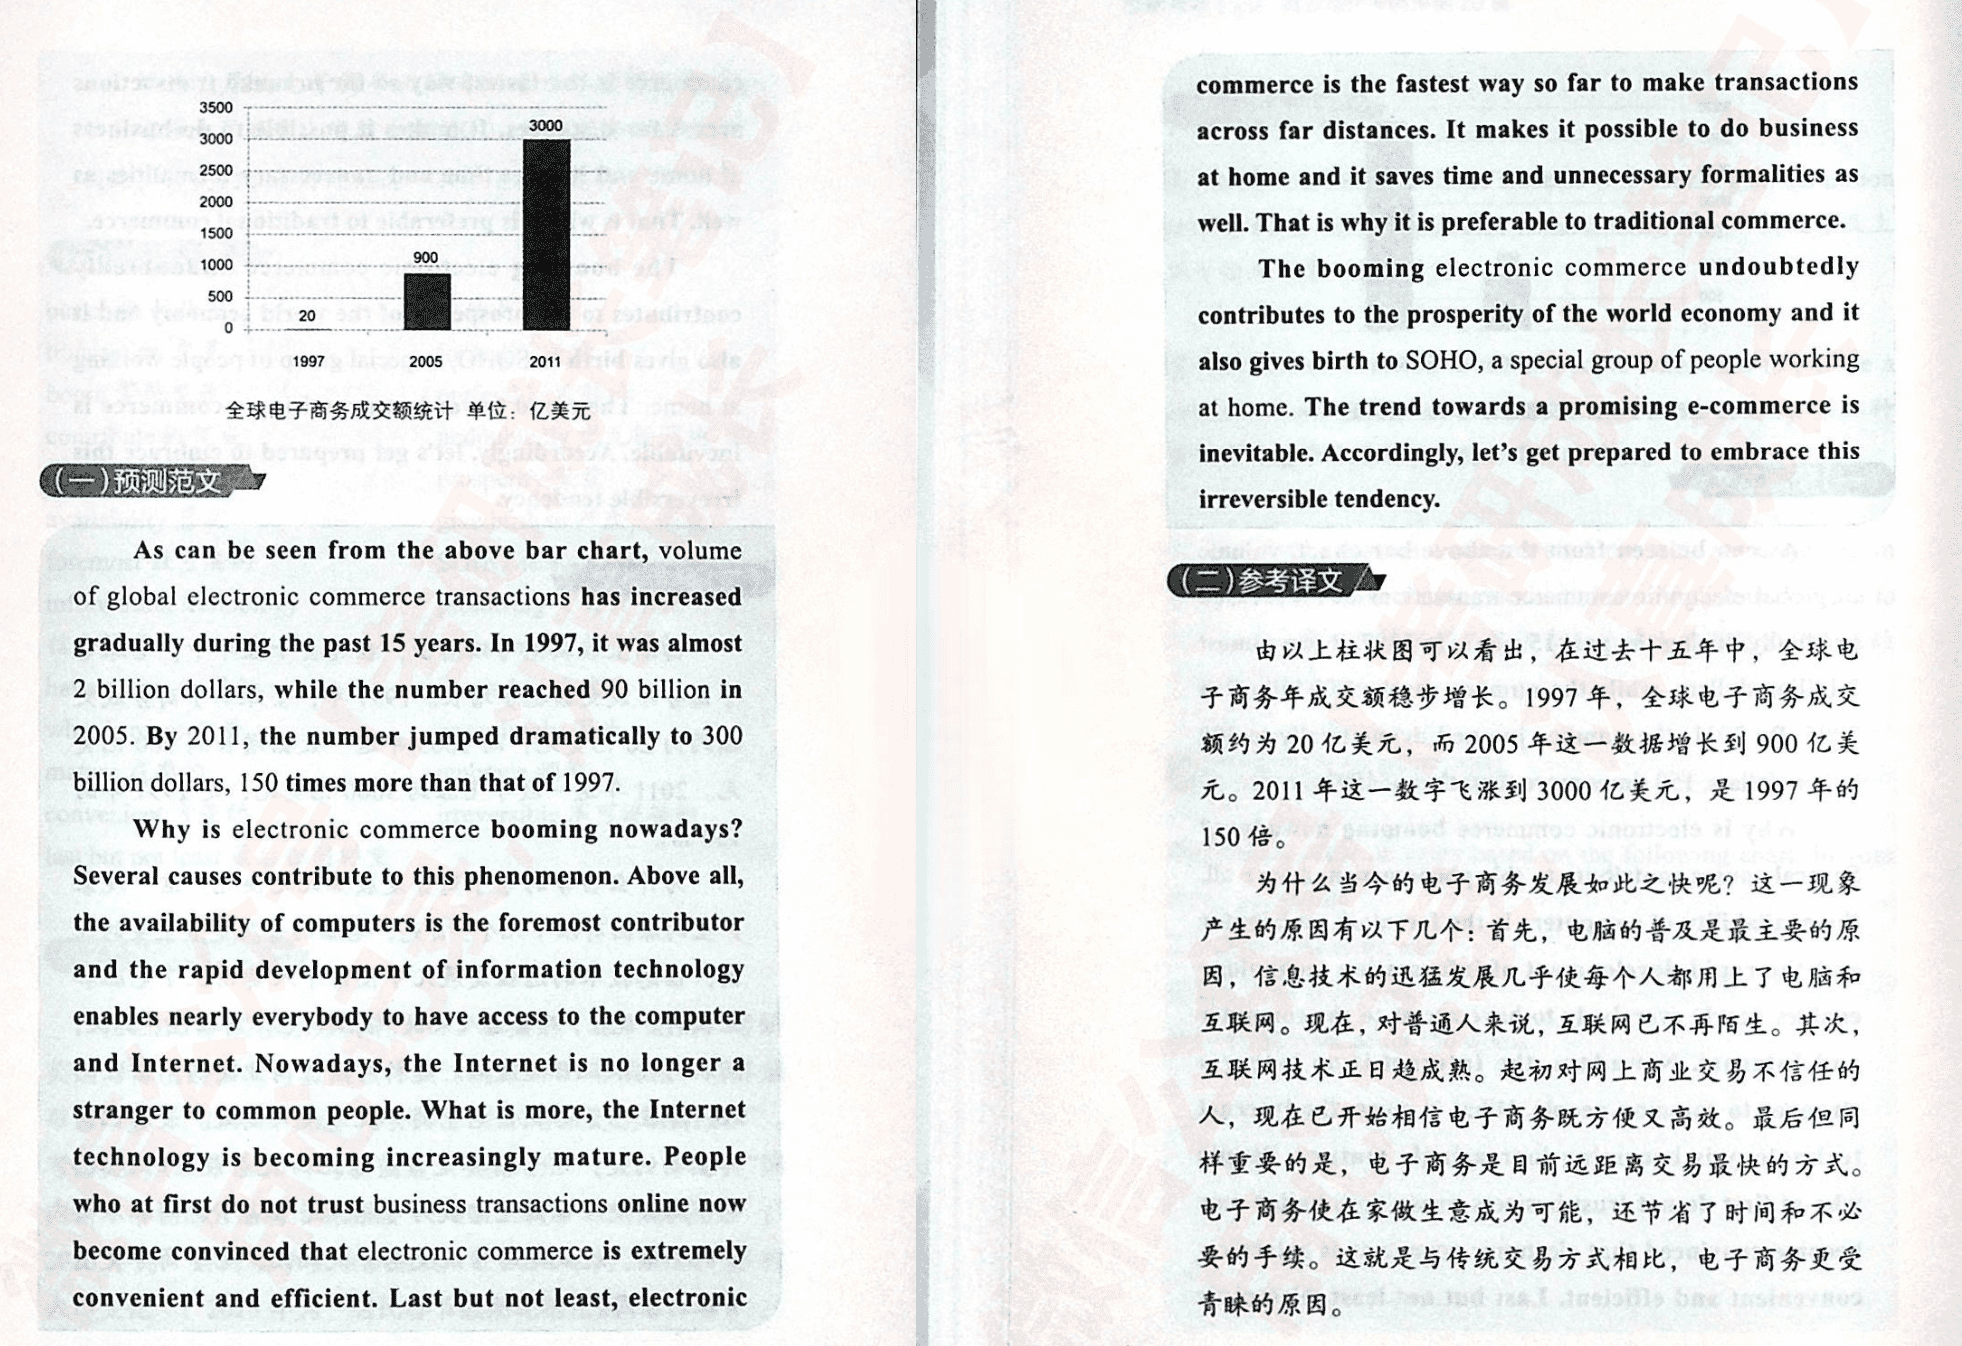 3500
3000
2500
2000
1500
1000
500
0
20
900
3000
1997
2005
2011
全球电子商务成交额统计 单位：亿美元
(一)预测范文
As can be seen from the above bar chart, volume
of global electronic commerce transactions has increased
gradually during the past 15 years. In 1997, it was almost
2 billion dollars, while the number reached 90 billion in
2005. By 2011, the number jumped dramatically to 300
billion dollars, 150 times more than that of 1997.
Why is electronic commerce booming nowadays?
Several causes contribute to this phenomenon. Above all,
the availability of computers is the foremost contributor
and the rapid development of information technology
enables nearly everybody to have access to the computer
and Internet. Nowadays, the Internet is no longer a
stranger to common people. What is more, the Internet
technology is becoming increasingly mature. People
who at first do not trust business transactions online now
become convinced that electronic commerce is extremely
convenient and efficient. Last but not least, electronic
commerce is the fastest way so far to make transactions
across far distances. It makes it possible to do business
at home and it saves time and unnecessary formalities as
well. That is why it is preferable to traditional commerce.
The booming electronic commerce undoubtedly
contributes to the prosperity of the world economy and it
also gives birth to SOHO, a special group of people working
at home. The trend towards a promising e-commerce is
inevitable. Accordingly, let's get prepared to embrace this
irreversible tendency.
(二)参考译文
由以上柱状图可以看出，在过去十五年中，全球电
子商务年成交额稳步增长。1997 年，全球电子商务成交
额约为 20 亿美元，而 2005 年这一数据增长到 900 亿美
元。2011 年这一数字飞涨到 3000 亿美元，是 1997 年的
150 倍。
为什么当今的电子商务发展如此之快呢？这一现象
产生的原因有以下几个：首先，电脑的普及是最主要的原
因，信息技术的迅猛发展几乎使每个人都用上了电脑和
互联网。现在，对普通人来说，互联网已不再陌生。其次，
互联网技术正日趋成熟。起初对网上商业交易不信任的
人，现在已开始相信电子商务既方便又高效。最后但同
样重要的是，电子商务是目前远距离交易最快的方式。
电子商务使在家做生意成为可能，还节省了时间和不必
要的手续。这就是与传统交易方式相比，电子商务更受
青睐的原因。